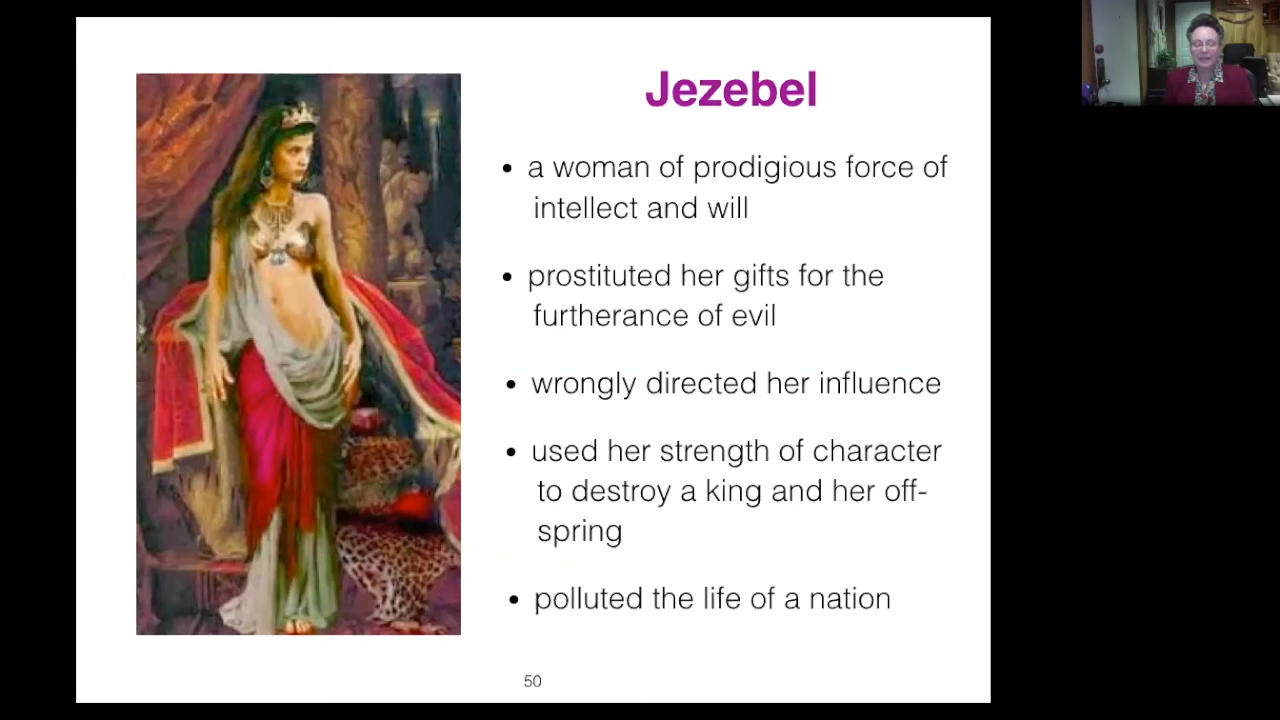 Jezebel
• a woman of prodigious force of
intellect and will
• prostituted her gifts for the
furtherance of evil
• wrongly directed her influence
• used her strength of character
to destroy a king and her off-
spring
• polluted the life of a nation
50